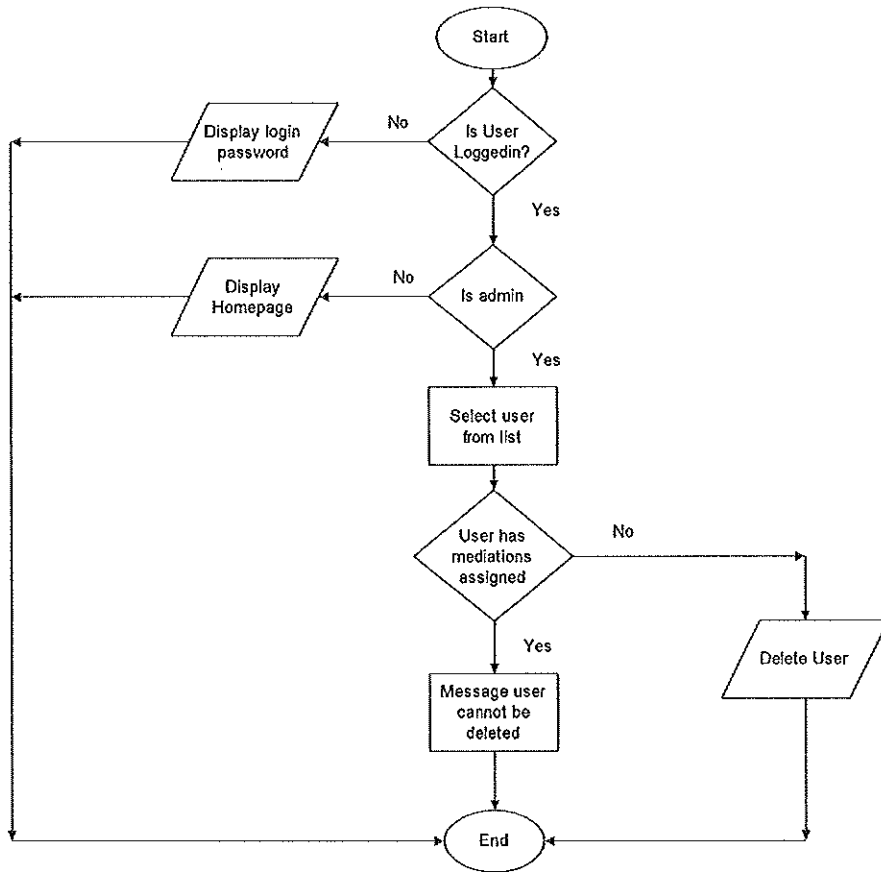 Start
No
Display login
password
Is User
Loggedin?
Yes
No
Display
Homepage
Is admin
Yes
Select user
from list
No
User has
mediations
assigned
Yes
Delete User
Message user
cannot be
deleted
End